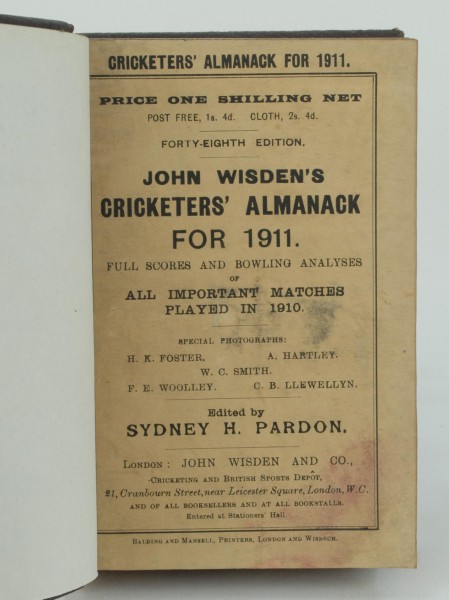 CRICKETERS' ALMANACK FOR 1911.
PRICE ONE SHILLING NET
POST FREE, 1s. 4d. CLOTH, 2s. 4d.
FORTY-EIGHTH EDITION.
JOHN WISDEN'S
CRICKETERS' ALMANACK
FOR 1911.
FULL SCORES AND BOWLING ANALYSES
OF
ALL IMPORTANT MATCHES
PLAYED IN 1910.
SPECIAL PHOTOGRAPHS:
H. K. FOSTER. A. HARTLEY.
W. C. SMITH.
F. E. WOOLLEY. C. B. LLEWELLYN.
Edited by
SYDNEY H. PARDON.
LONDON: JOHN WISDEN AND CO.,
CRICKETING AND BRITISH SPORTS DEPÔT,
21, Cranbourn Street, near Leicester Square, London, W.C.
AND OF ALL BOOKSELLERS AND AT ALL BOOKSTALLS.
Entered at Stationers' Hall.
BALDING AND MANSELL, PRINTERS, LONDON AND WISBECH.